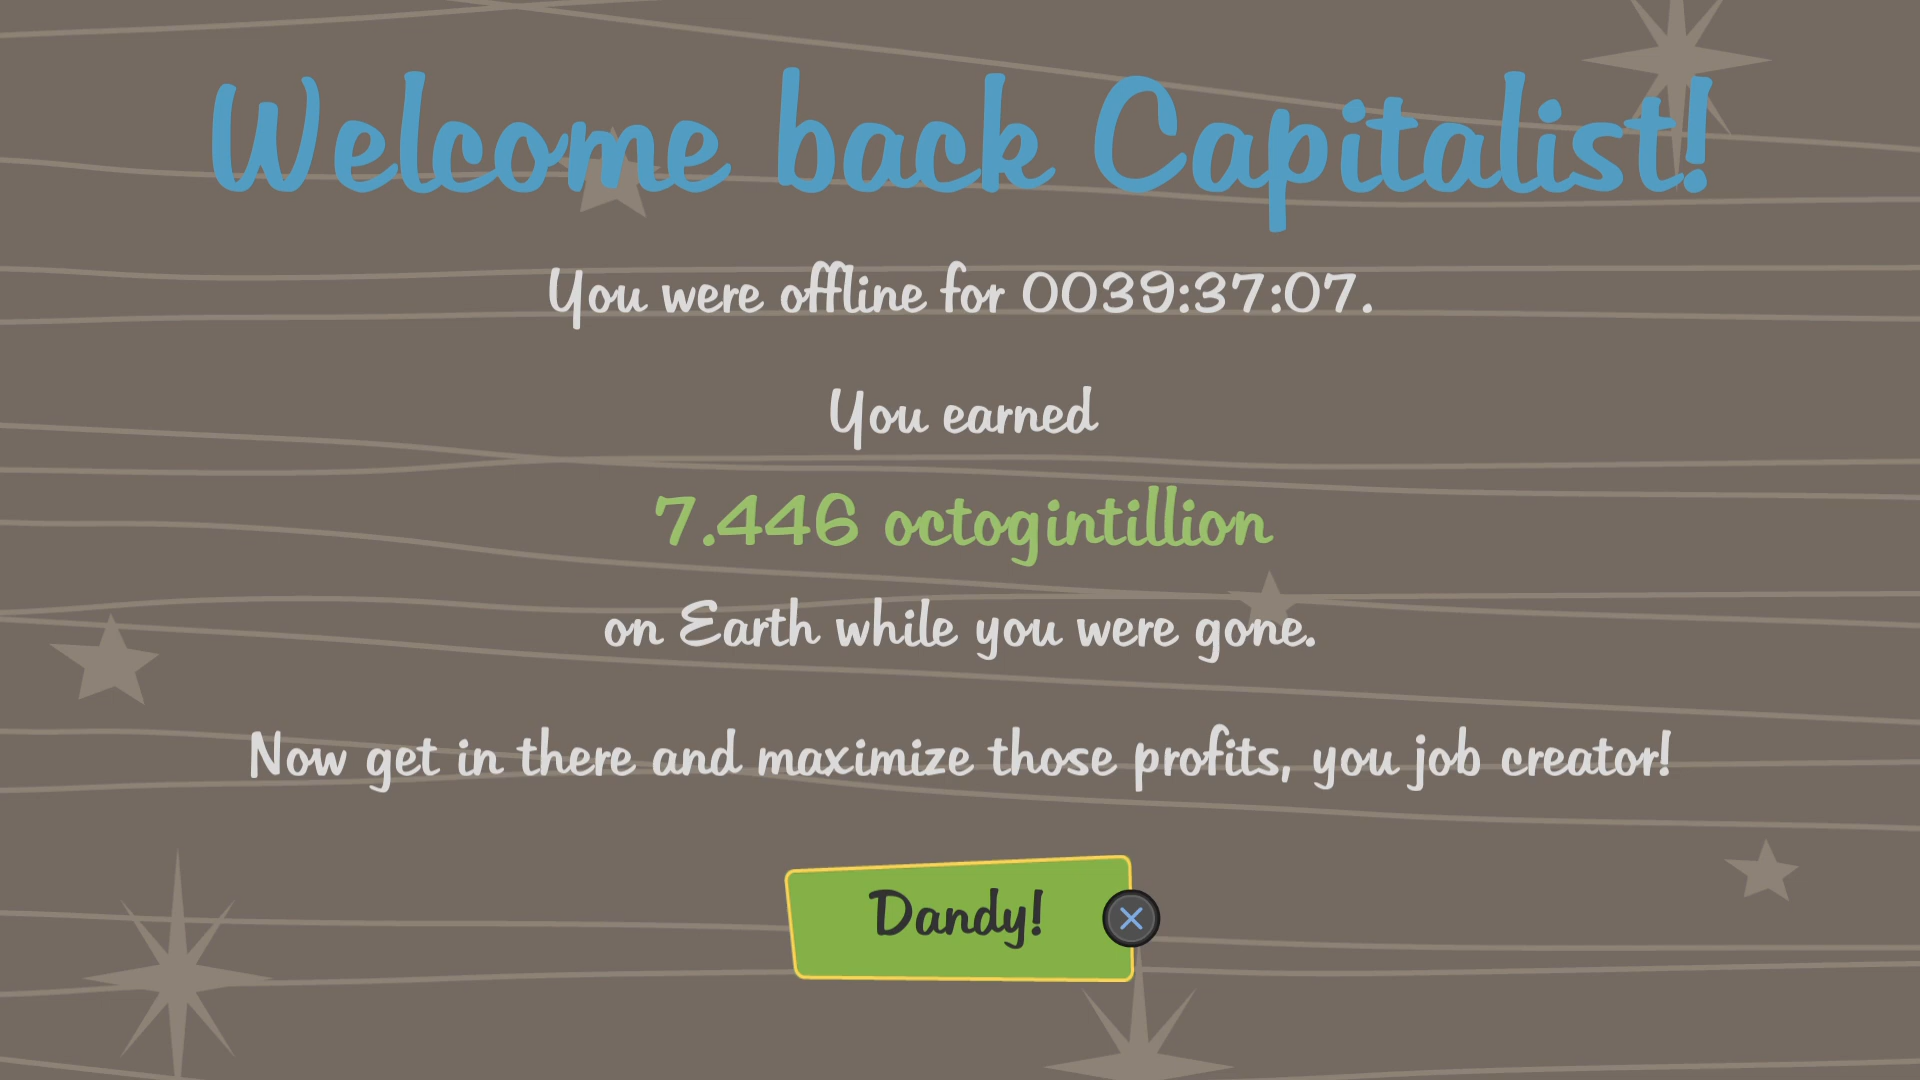 Welcome back Capitalist!
You were offline for 0039:37:07.
You earned
7.446 octogintillion
on Earth while you were gone.
Now get in there and maximize those profits, you job creator!
Dandy!